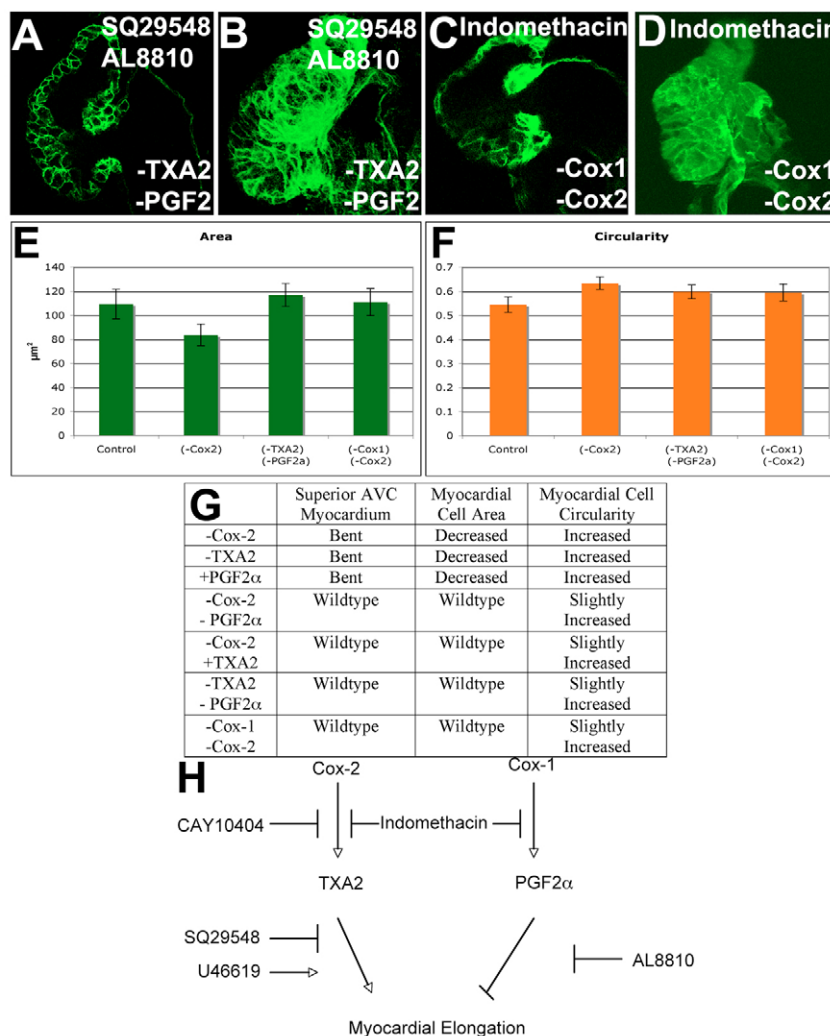 A SQ29548
AL8810
-TXA2
-PGF2
B SQ29548
AL8810
-TXA2
-PGF2
C Indomethacin
-Cox1
-Cox2
D Indomethacin
-Cox1
-Cox2
E
Area
140
120
100
80
60
40
20
0
µm²
Control
(-Cox2)
(-TXA2)
(-PGF2a)
(-Cox1)
(-Cox2)
F
Circularity
0.7
0.6
0.5
0.4
0.3
0.2
0.1
0
Control
(-Cox2)
(-TXA2)
(-PGF2a)
(-Cox1)
(-Cox2)
G
Superior AVC Myocardial Myocardial Cell
Myocardium Cell Area Circularity
-Cox-2 Bent Decreased Increased
-TXA2 Bent Decreased Increased
+PGF2α Bent Decreased Increased
-Cox-2 Wildtype Wildtype Slightly
- PGF2α Increased
-Cox-2 Wildtype Wildtype Slightly
+TXA2 Increased
-TXA2 Wildtype Wildtype Slightly
- PGF2α Increased
-Cox-1 Wildtype Wildtype Slightly
-Cox-2 Increased
H
Cox-2 Cox-1
CAY10404 Indomethacin
TXA2 PGF2α
SQ29548
U46619
AL8810
Myocardial Elongation